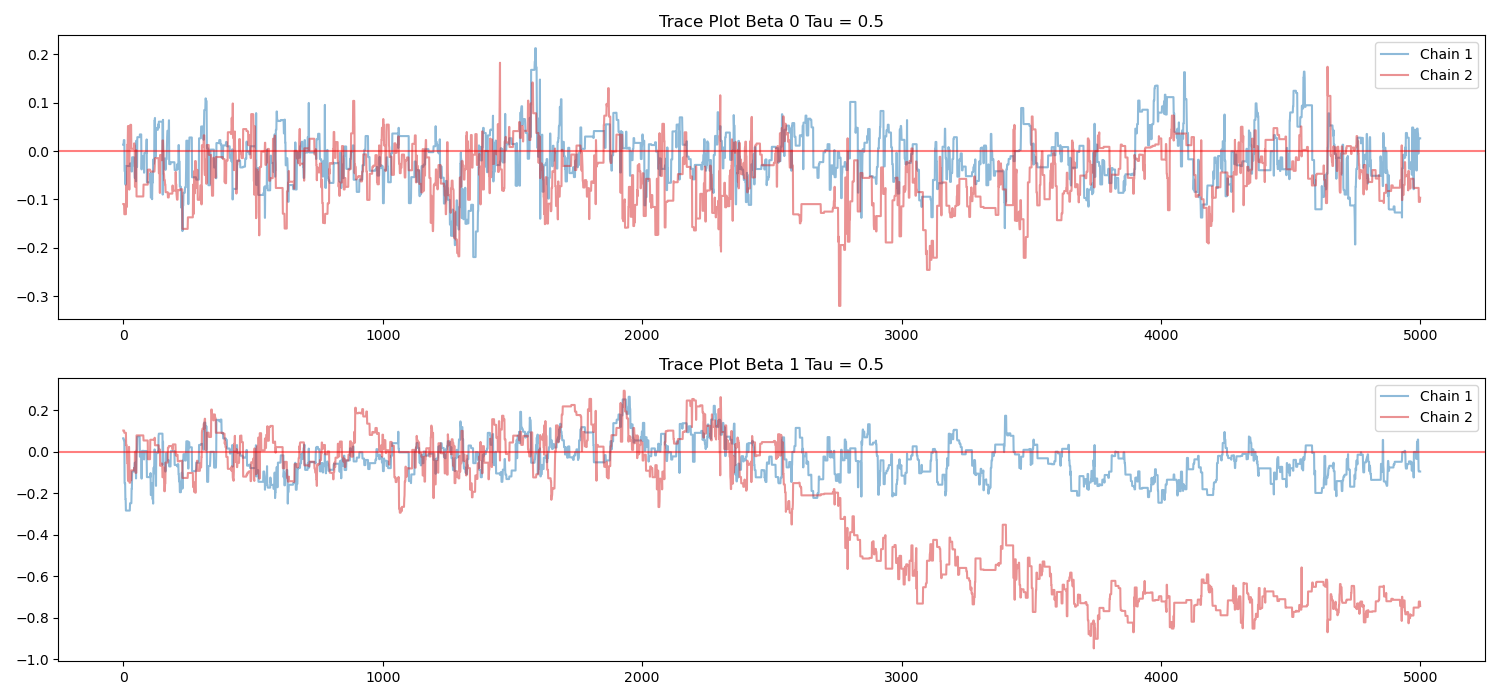 Trace Plot Beta 0 Tau = 0.5
Chain 1
Chain 2
0.2
0.1
0.0
−0.1
−0.2
−0.3
0 1000 2000 3000 4000 5000
Trace Plot Beta 1 Tau = 0.5
Chain 1
Chain 2
0.2
0.0
−0.2
−0.4
−0.6
−0.8
−1.0
0 1000 2000 3000 4000 5000